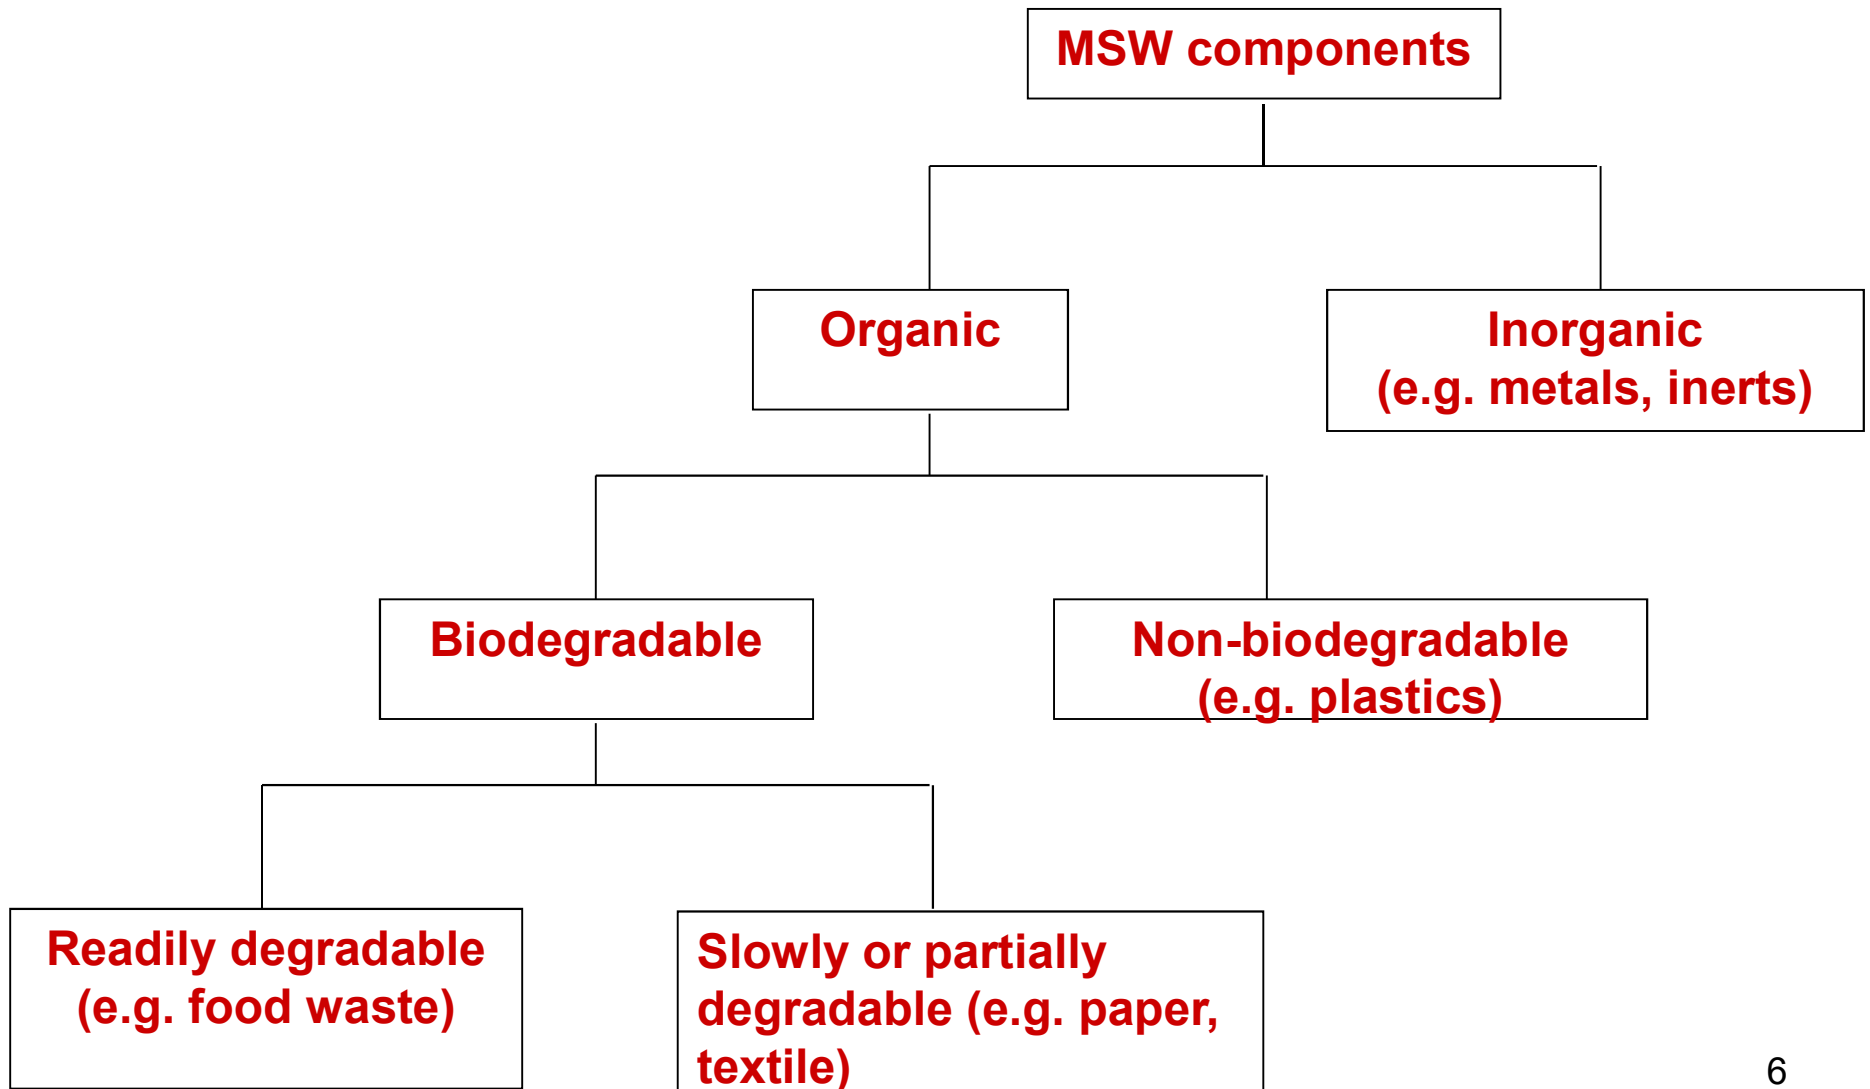 MSW components
Organic
Inorganic
(e.g. metals, inerts)
Biodegradable
Non-biodegradable
(e.g. plastics)
Readily degradable
(e.g. food waste)
Slowly or partially
degradable (e.g. paper,
textile)
6